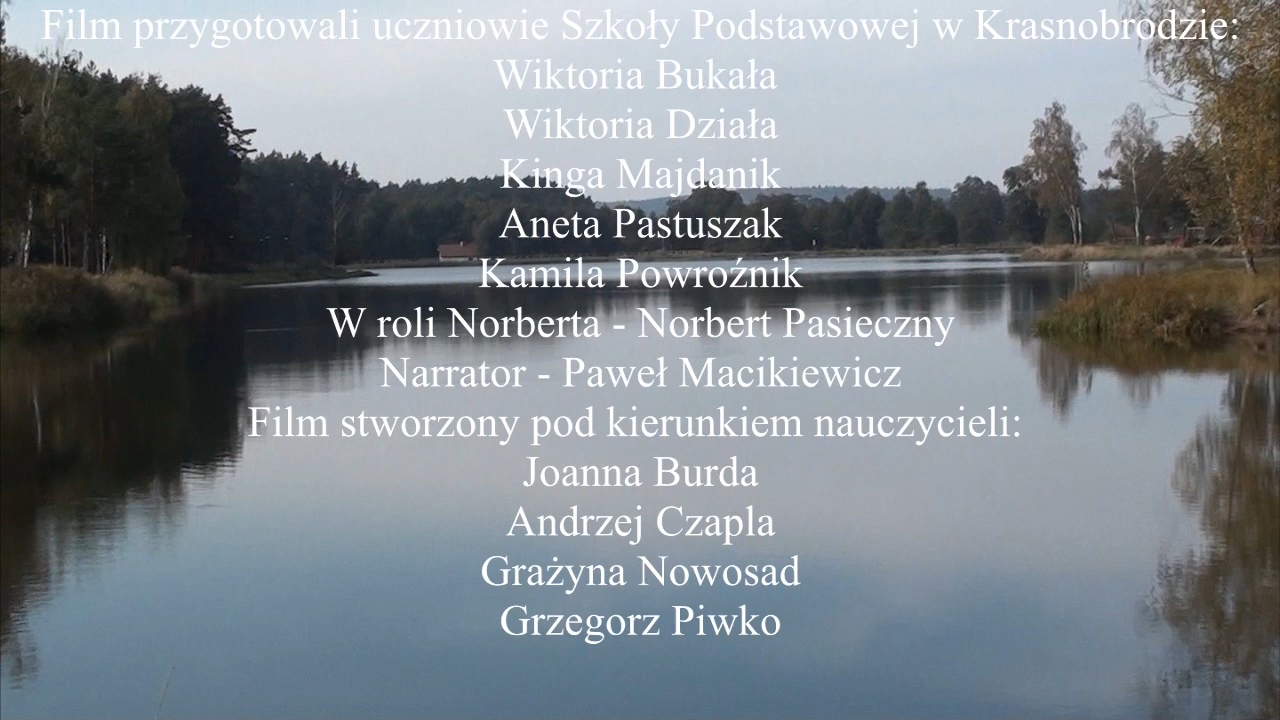 Film przygotowali uczniowie Szkoły Podstawowej w Krasnobrodzie:
Wiktoria Bukała
Wiktoria Działa
Kinga Majdanik
Aneta Pastuszak
Kamila Powroźnik
W roli Norberta - Norbert Pasieczny
Narrator - Paweł Macikiewicz
Film stworzony pod kierunkiem nauczycieli:
Joanna Burda
Andrzej Czapla
Grażyna Nowosad
Grzegorz Piwko